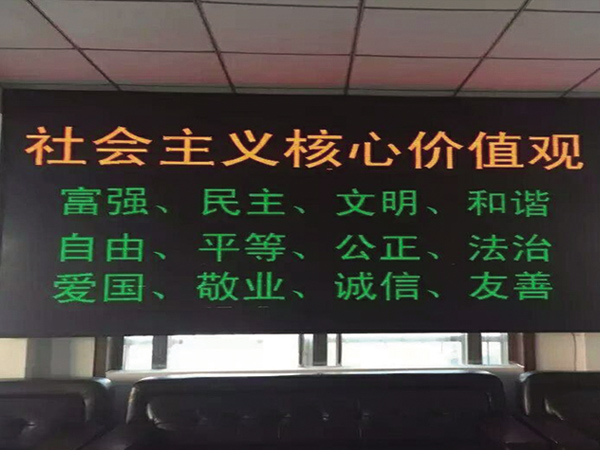 社会主义核心价值观
富强、民主、文明、和谐
自由、平等、公正、法治
爱国、敬业、诚信、友善